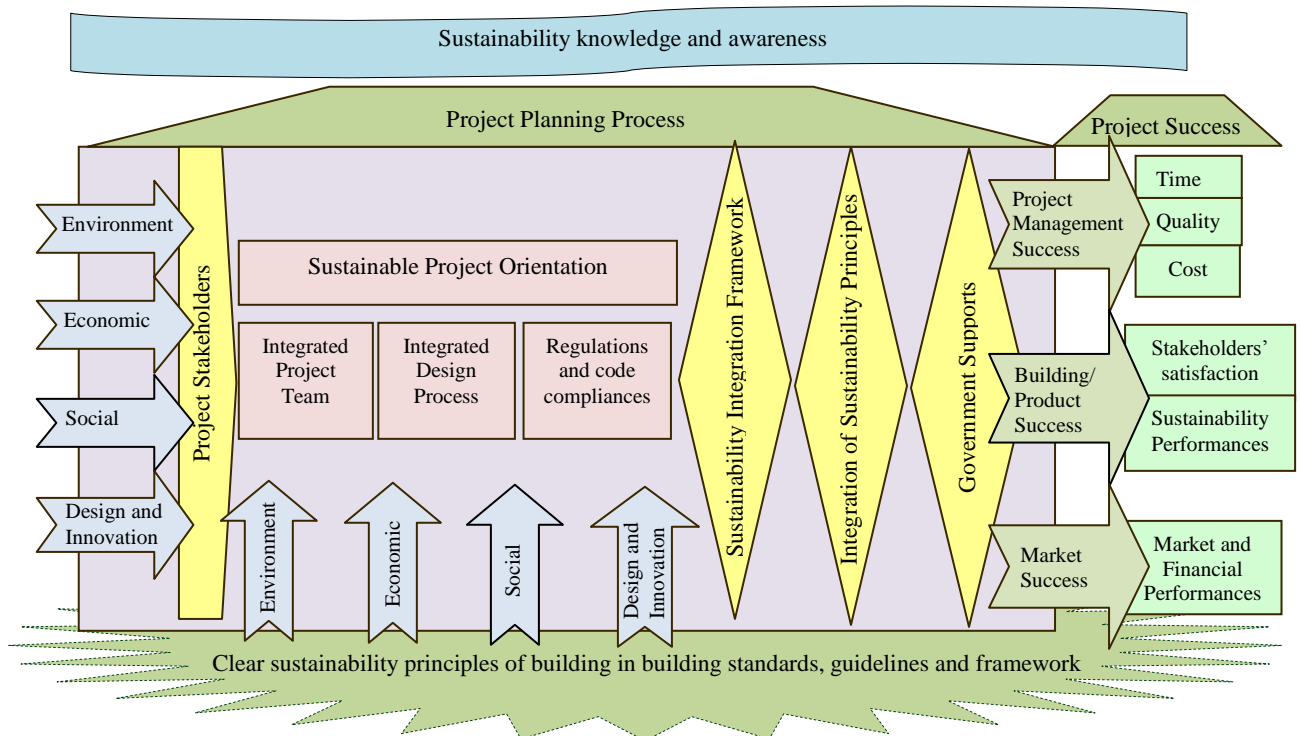 Sustainability knowledge and awareness
Project Planning Process
Project Success
Environment
Economic
Social
Design and
Innovation
Project Stakeholders
Sustainable Project Orientation
Integrated
Project
Team
Integrated
Design
Process
Regulations
and code
compliances
Environment
Economic
Social
Design and
Innovation
Sustainability Integration Framework
Integration of Sustainability Principles
Government Supports
Project
Management
Success
Building/
Product
Success
Market
Success
Time
Quality
Cost
Stakeholders’
satisfaction
Sustainability
Performances
Market and
Financial
Performances
Clear sustainability principles of building in building standards, guidelines and framework